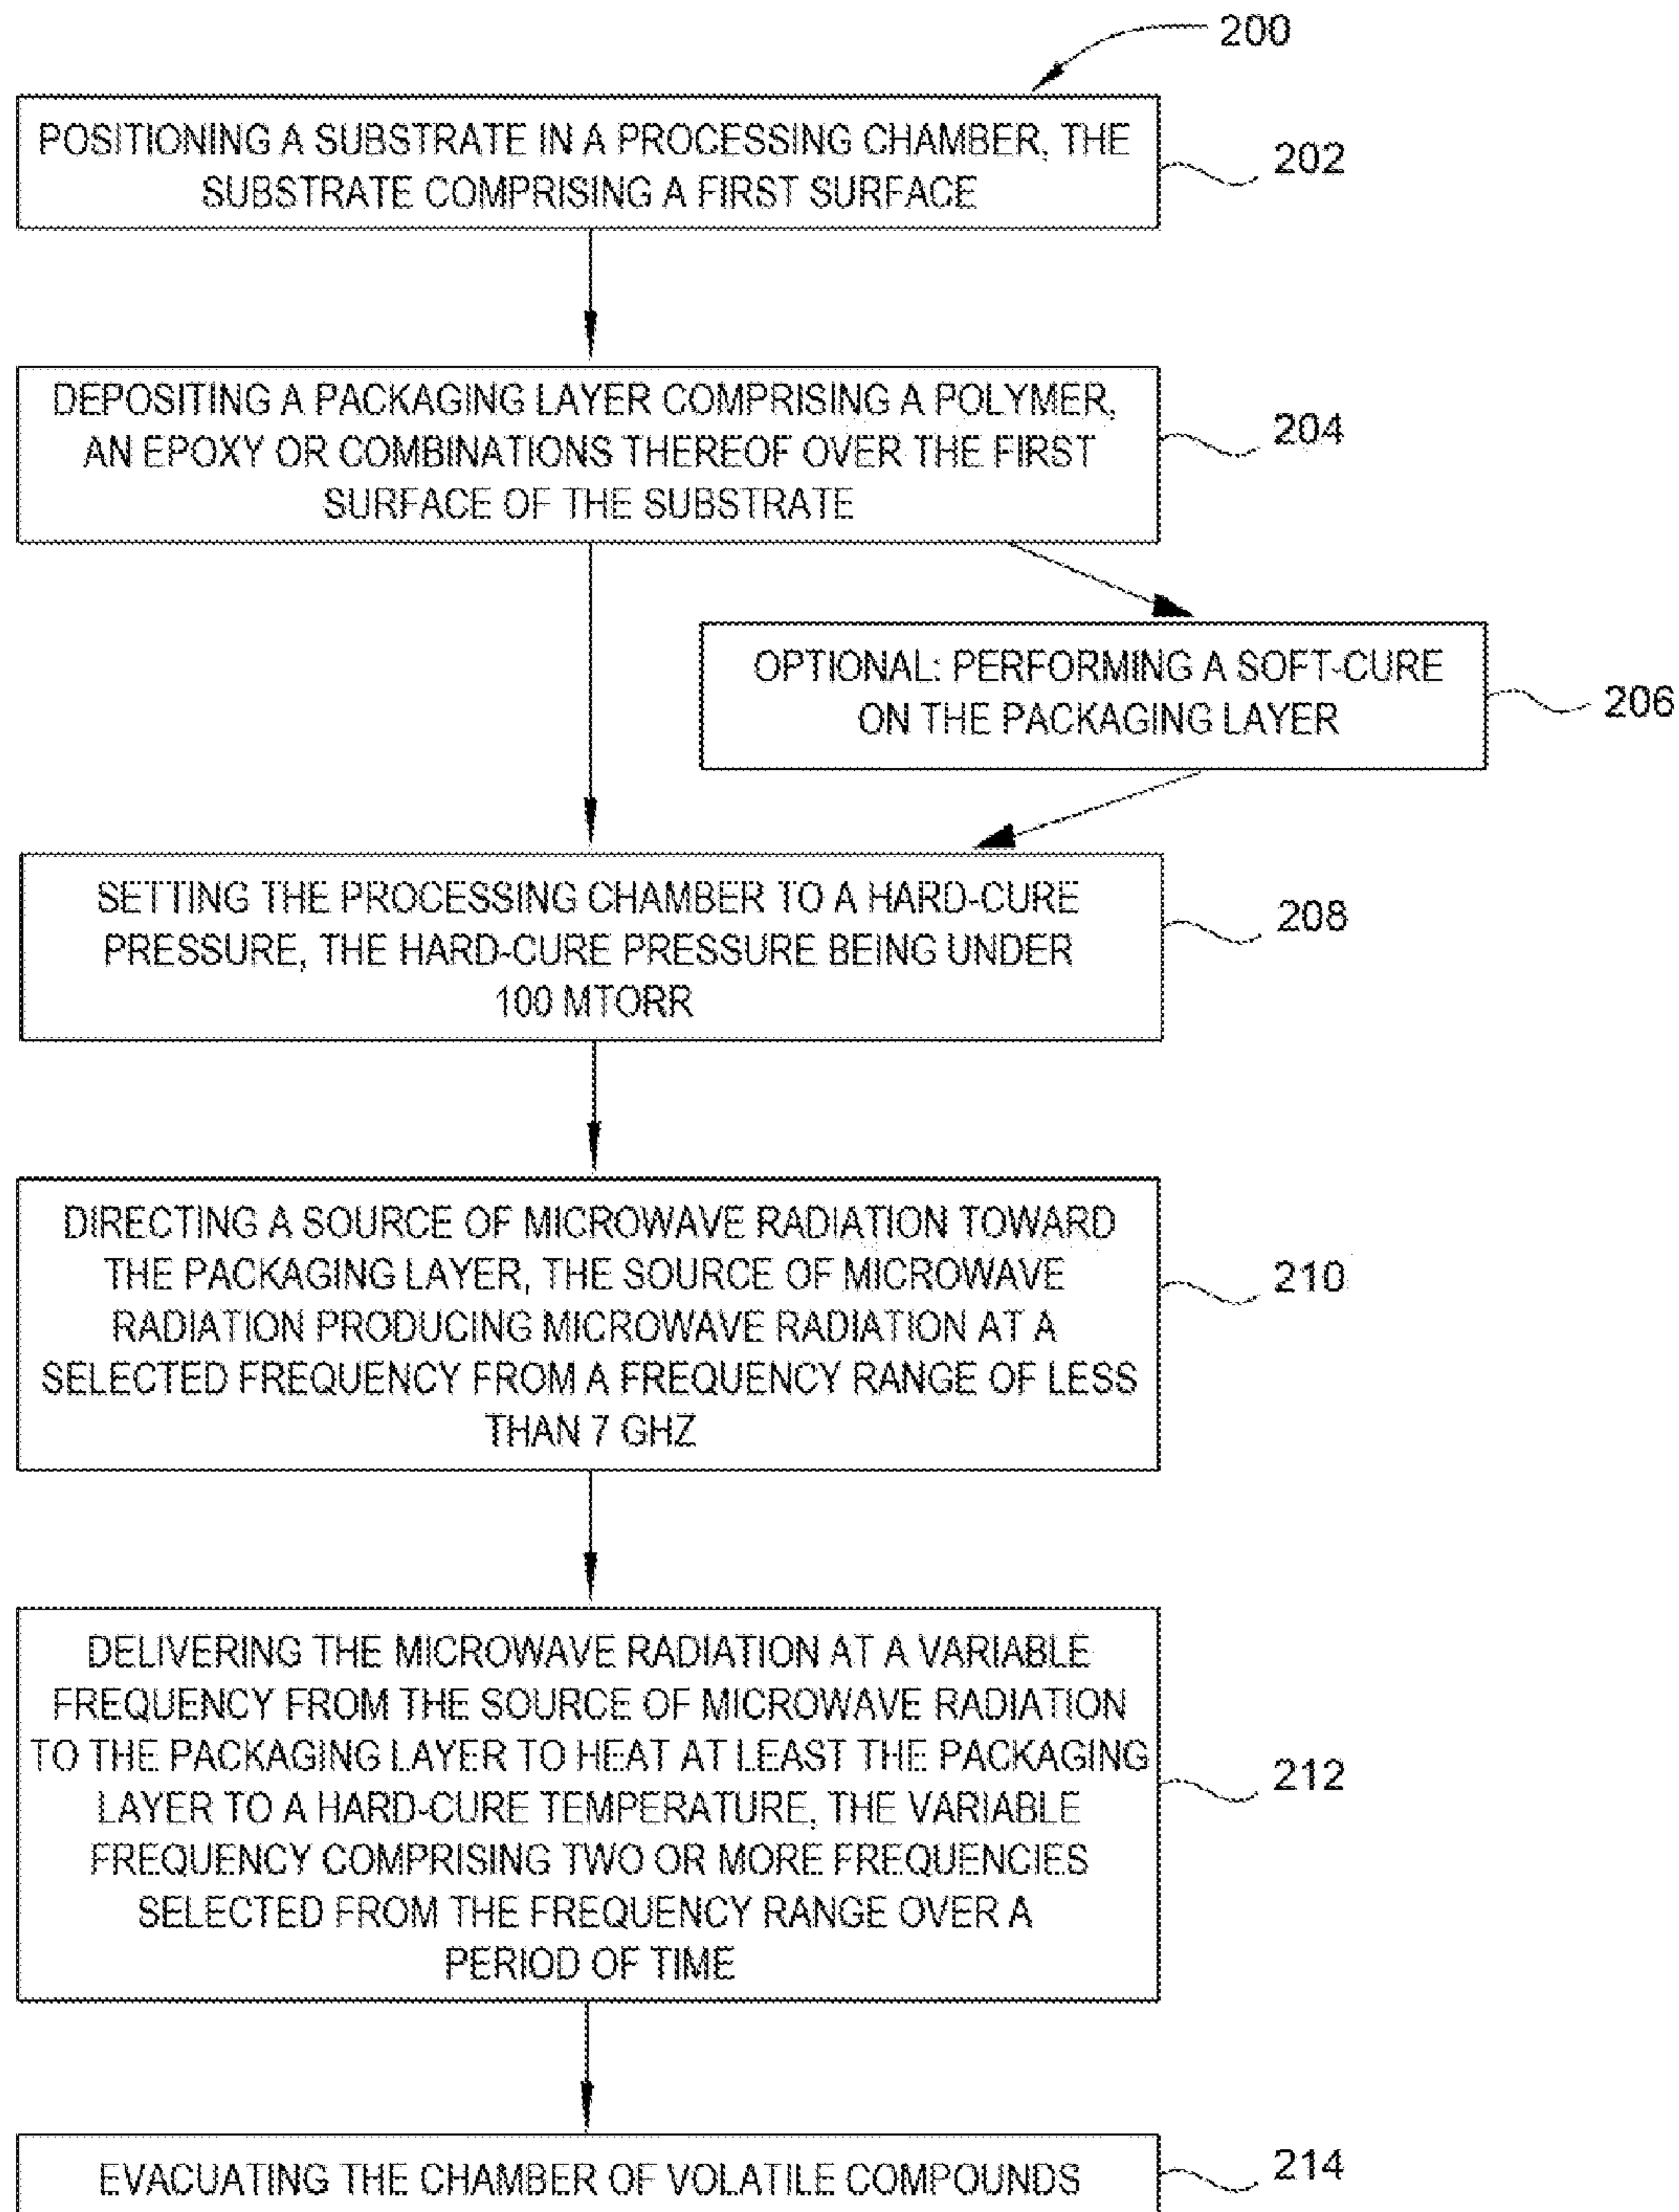 200
POSITIONING A SUBSTRATE IN A PROCESSING CHAMBER, THE
SUBSTRATE COMPRISING A FIRST SURFACE
202
DEPOSITING A PACKAGING LAYER COMPRISING A POLYMER,
AN EPOXY OR COMBINATIONS THEREOF OVER THE FIRST
SURFACE OF THE SUBSTRATE
204
OPTIONAL: PERFORMING A SOFT-CURE
ON THE PACKAGING LAYER
206
SETTING THE PROCESSING CHAMBER TO A HARD-CURE
PRESSURE, THE HARD-CURE PRESSURE BEING UNDER
100 MTORR
208
DIRECTING A SOURCE OF MICROWAVE RADIATION TOWARD
THE PACKAGING LAYER, THE SOURCE OF MICROWAVE
RADIATION PRODUCING MICROWAVE RADIATION AT A
SELECTED FREQUENCY FROM A FREQUENCY RANGE OF LESS
THAN 7 GHZ
210
DELIVERING THE MICROWAVE RADIATION AT A VARIABLE
FREQUENCY FROM THE SOURCE OF MICROWAVE RADIATION
TO THE PACKAGING LAYER TO HEAT AT LEAST THE PACKAGING
LAYER TO A HARD-CURE TEMPERATURE, THE VARIABLE
FREQUENCY COMPRISING TWO OR MORE FREQUENCIES
SELECTED FROM THE FREQUENCY RANGE OVER A
PERIOD OF TIME
212
EVACUATING THE CHAMBER OF VOLATILE COMPOUNDS
214